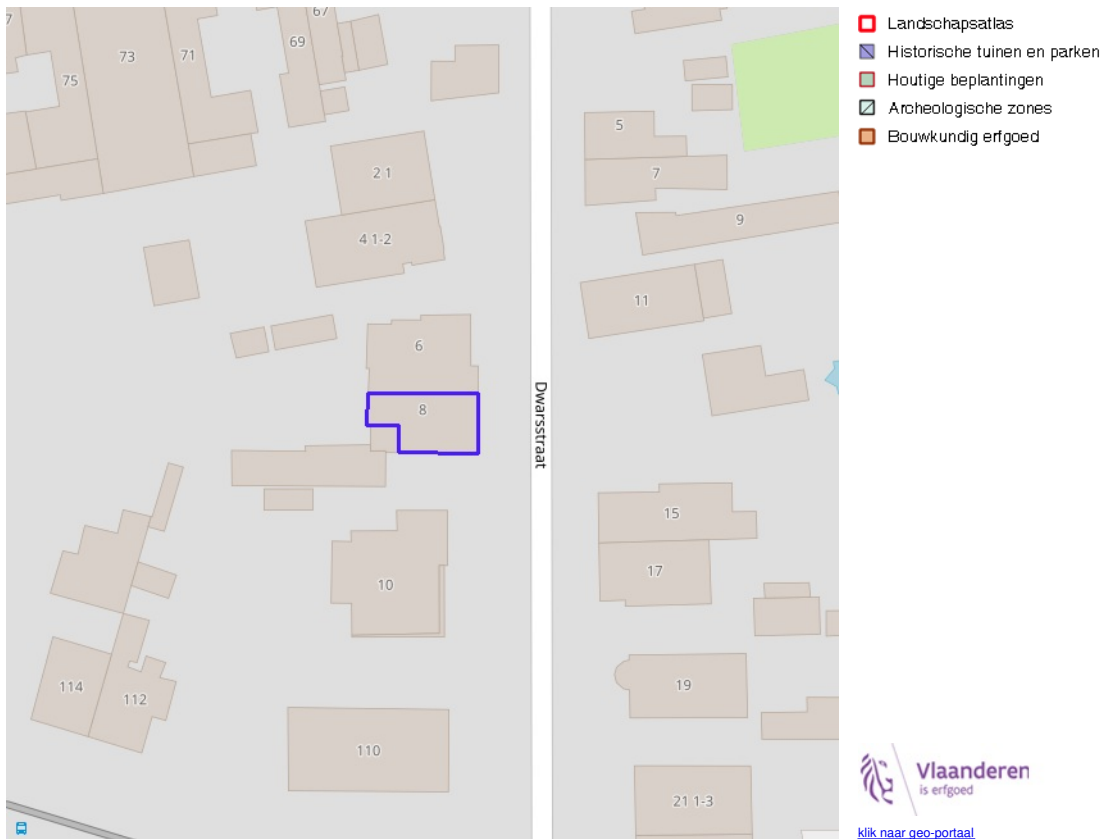 67
7
69
73
71
75
5
2 1
7
9
4 1-2
11
6
8
Dwarsstraat
15
17
10
19
114
112
110
21 1-3
Landschapsatlas
Historische tuinen en parken
Houtige beplantingen
Archeologische zones
Bouwkundig erfgoed
Vlaanderen
is erfgoed
klik naar geo-portaal